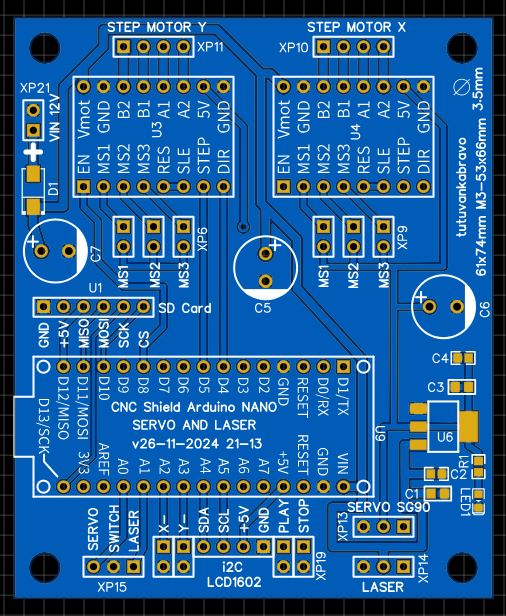 STEP MOTOR Y
STEP MOTOR X
XP11
XP10
XP21
VIN 12V
Vmot GND B2 B1 A1 A2 5V GND
U3
EN MS1 MS2 MS3 RES SLE STEP DIR
Vmot GND B2 B1 A1 A2 5V GND
U4
EN MS1 MS2 MS3 RES SLE STEP DIR
3.5mm
tutuvankabravo
61x74mm M3-53x66mm
+
D1
+
C7
MS1 MS2 MS3
XP6
+
C5
MS1 MS2 MS3
XP9
+
C6
U1
SD Card
GND +5V MISO MOSI SCK CS
C4
C3
D12/MISO D11/MOSI D10 D9 D8 D7 D6 D5 D4 D3 D2 GND RESET D0/RX D1/TX
CNC Shield Arduino NANO
SERVO AND LASER
v26-11-2024 21-13
D13/SCK 3V3 AREF A0 A1 A2 A3 A4 A5 A6 A7 +5V RESET GND VIN
U9
U6
R1
C2
C1
LED1
SERVO SWITCH LASER
XP15
X- Y-
SDA SCL +5V GND
i2C
LCD1602
PLAY STOP
XP19
SERVO SG90
XP13
XP14
LASER